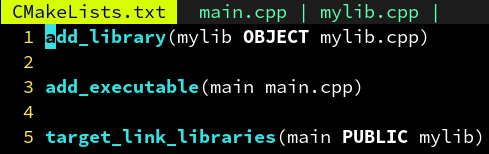 CMakeLists.txt main.cpp | mylib.cpp |
1 add_library(mylib OBJECT mylib.cpp)
2
3 add_executable(main main.cpp)
4
5 target_link_libraries(main PUBLIC mylib)